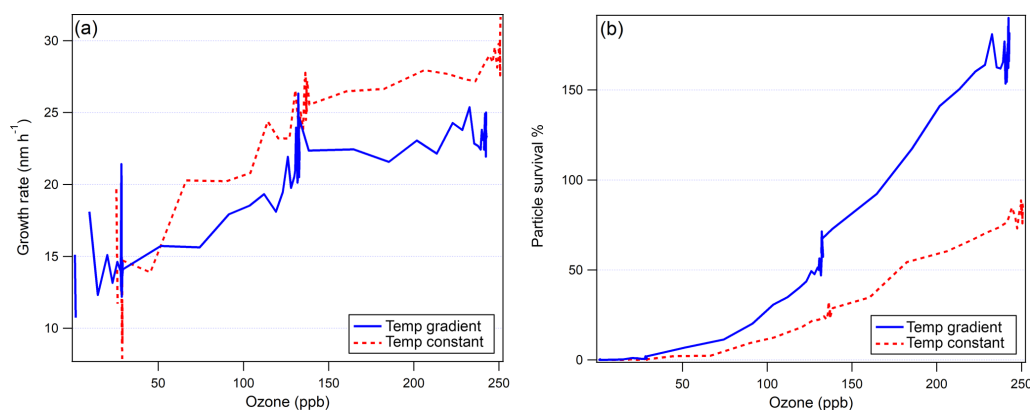 (a)
30
25
20
15
10
Growth rate (nm h⁻¹)
50
100
150
200
250
Ozone (ppb)
Temp gradient
Temp constant
(b)
150
100
50
0
Particle survival %
50
100
150
200
250
Ozone (ppb)
Temp gradient
Temp constant